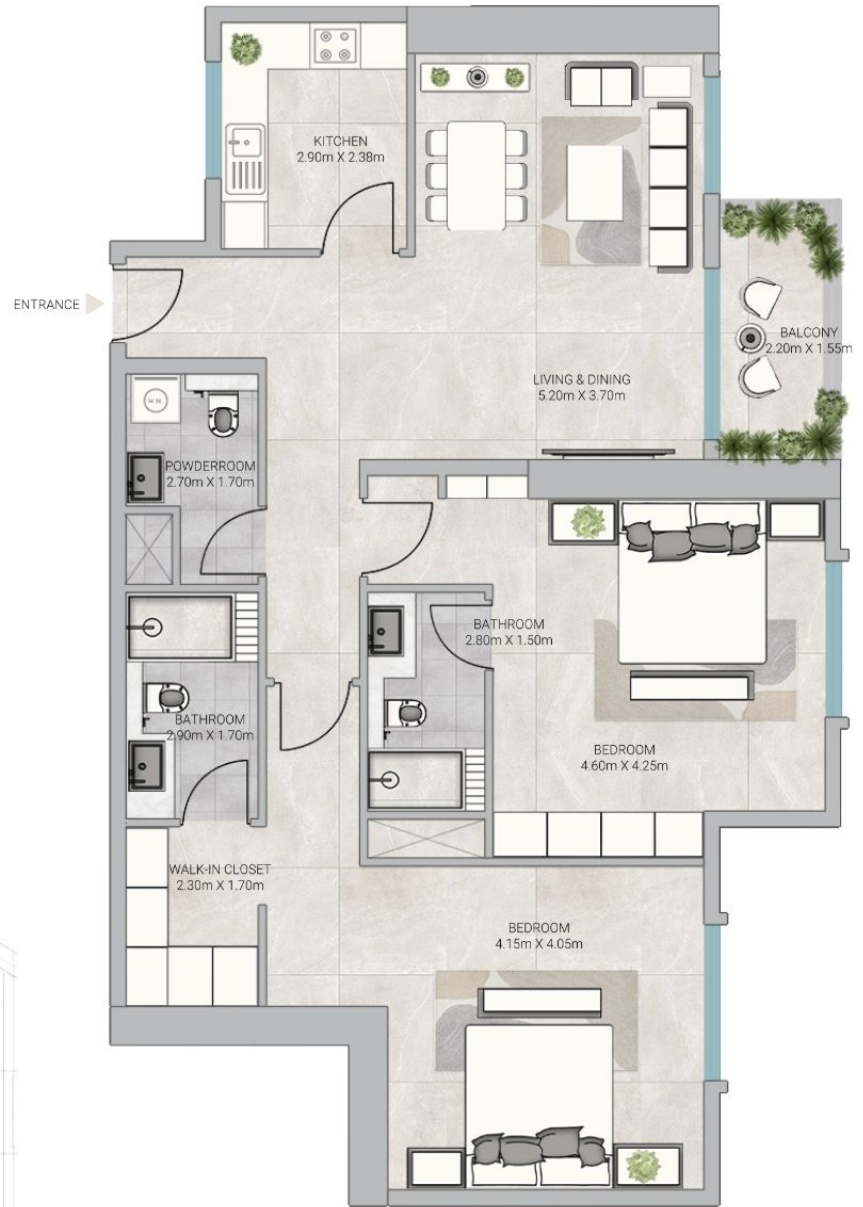 KITCHEN
2.90m X 2.38m
ENTRANCE
BALCONY
2.20m X 1.55m
LIVING & DINING
5.20m X 3.70m
WM
POWDERROOM
2.70m X 1.70m
BATHROOM
2.80m X 1.50m
BATHROOM
2.90m X 1.70m
BEDROOM
4.60m X 4.25m
WALK-IN CLOSET
2.30m X 1.70m
BEDROOM
4.15m X 4.05m